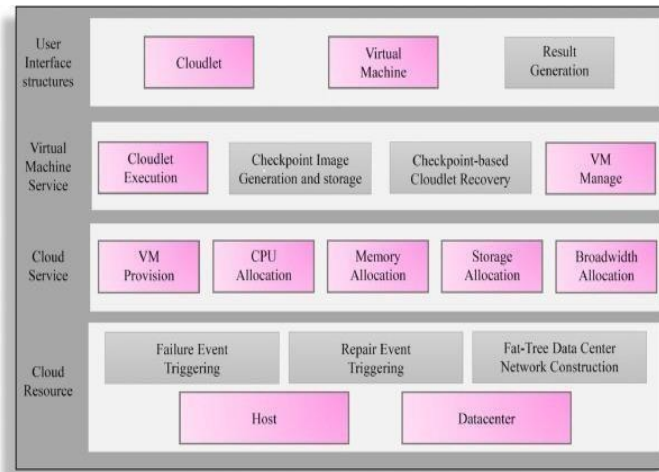 User
Interface
structures
Cloudlet
Virtual
Machine
Result
Generation
Virtual
Machine
Service
Cloudlet
Execution
Checkpoint Image
Generation and storage
Checkpoint-based
Cloudlet Recovery
VM
Manage
Cloud
Service
VM
Provision
CPU
Allocation
Memory
Allocation
Storage
Allocation
Broadwidth
Allocation
Cloud
Resource
Failure Event
Triggering
Repair Event
Triggering
Fat-Tree Data Center
Network Construction
Host
Datacenter